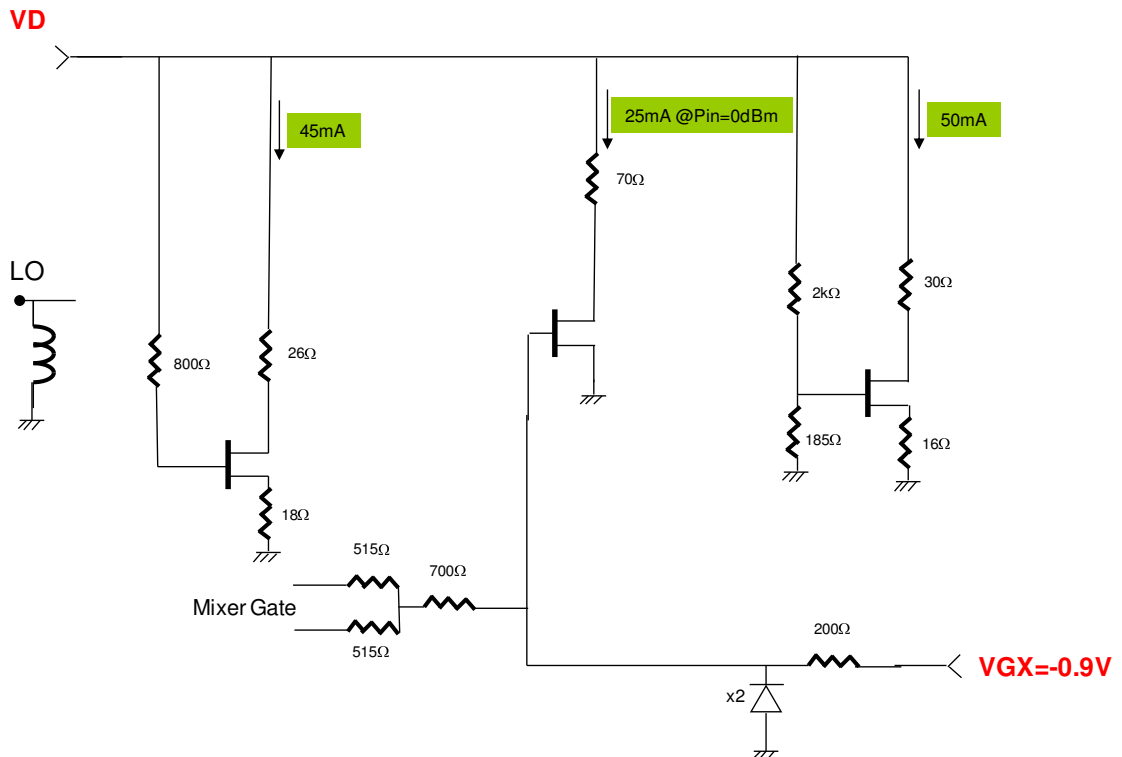 VD
45mA
25mA @Pin=0dBm
50mA
70Ω
LO
2kΩ
30Ω
800Ω
26Ω
185Ω
16Ω
18Ω
515Ω
700Ω
Mixer Gate
515Ω
200Ω
VGX=-0.9V
x2